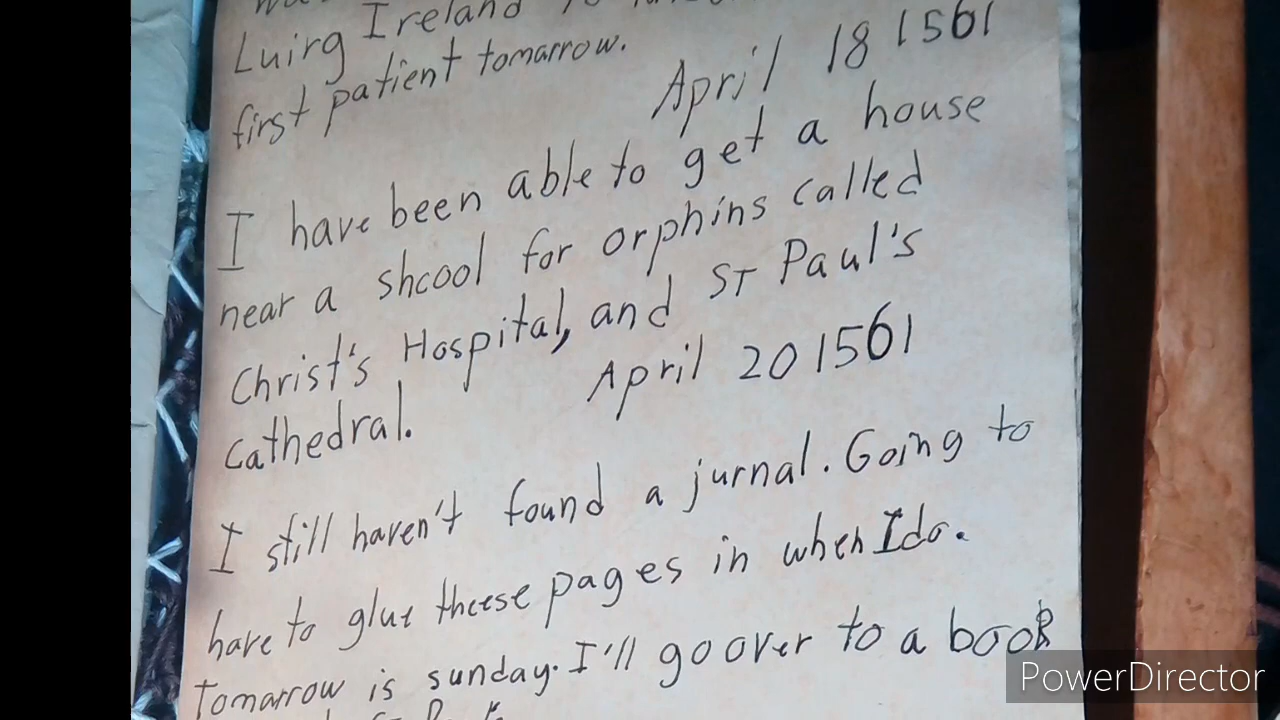 Luirg Ireland to
first patient tomarrow.
April 18 1561
I have been able to get a house
near a shcool for orphins called
Christ's Hospital, and ST Paul's
cathedral.
April 20 1561
I still haven't found a jurnal. Going to
have to glue theese pages in when I do.
Tomarrow is sunday. I'll go over to a book
PowerDirector